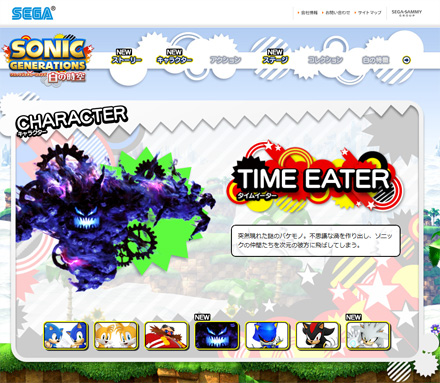 SEGA®
会社情報 お問い合わせ サイトマップ
SEGA SAMMY
GROUP
SONIC
GENERATIONS
白の時空
NEW
ストーリー
NEW
キャラクター
アクション
NEW
ステージ
コレクション
CHARACTER
キャラクター
TIME EATER
タイムイーター
突然現れた謎のバケモノ。不思議な渦を作り出し、ソニッ
クの仲間たちを次元の彼方に飛ばしてしまう。
NEW
NEW